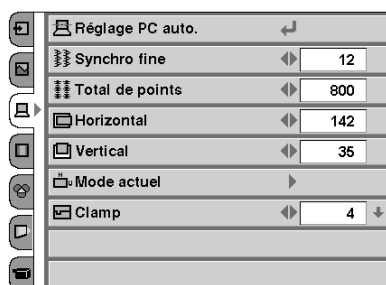 Réglage PC auto.
Synchro fine 12
Total de points 800
Horizontal 142
Vertical 35
Mode actuel
Clamp 4